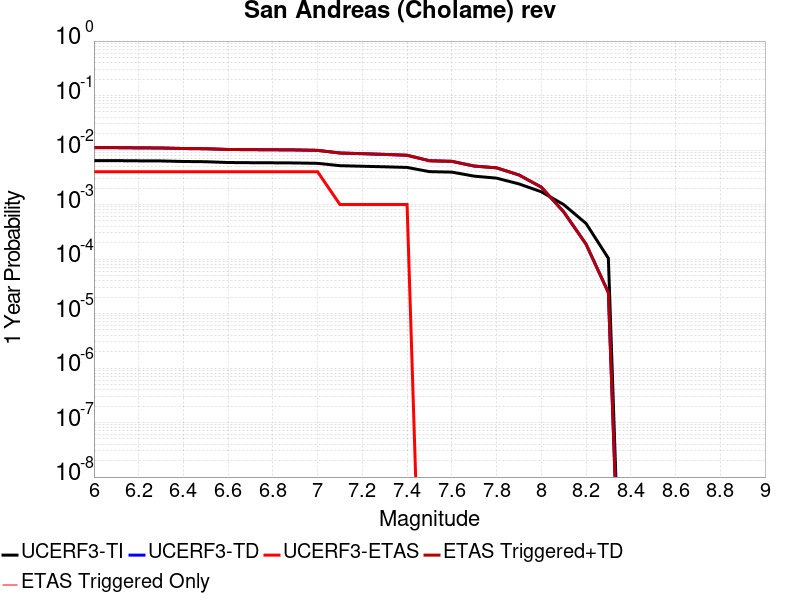 San Andreas (Cholame) rev
10^0
10^-1
10^-2
10^-3
10^-4
10^-5
10^-6
10^-7
10^-8
1 Year Probability
6 6.2 6.4 6.6 6.8 7 7.2 7.4 7.6 7.8 8 8.2 8.4 8.6 8.8 9
Magnitude
UCERF3-TI UCERF3-TD UCERF3-ETAS ETAS Triggered+TD
ETAS Triggered Only